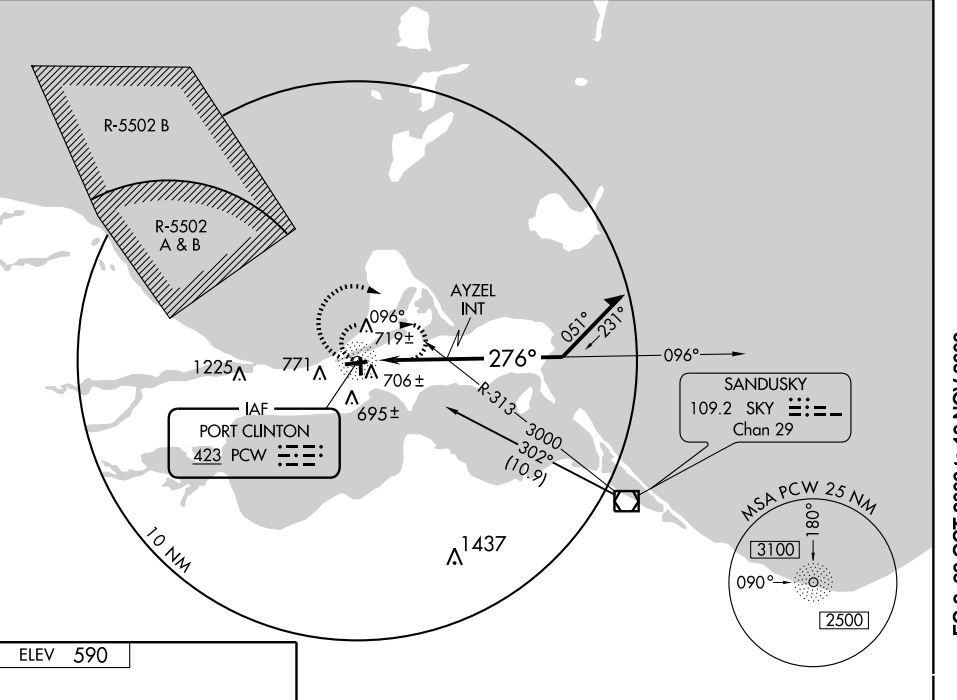 R-5502 B
R-5502
A & B
AYZEL
INT
096°
719±
051°
231°
276°
096°
1225
771
706±
695±
IAF
PORT CLINTON
423 PCW
R-313
3000
302°
(10.9)
SANDUSKY
109.2 SKY
Chan 29
1437
10 NM
MSA PCW 25 NM
180°
3100
090°
2500
ELEV 590